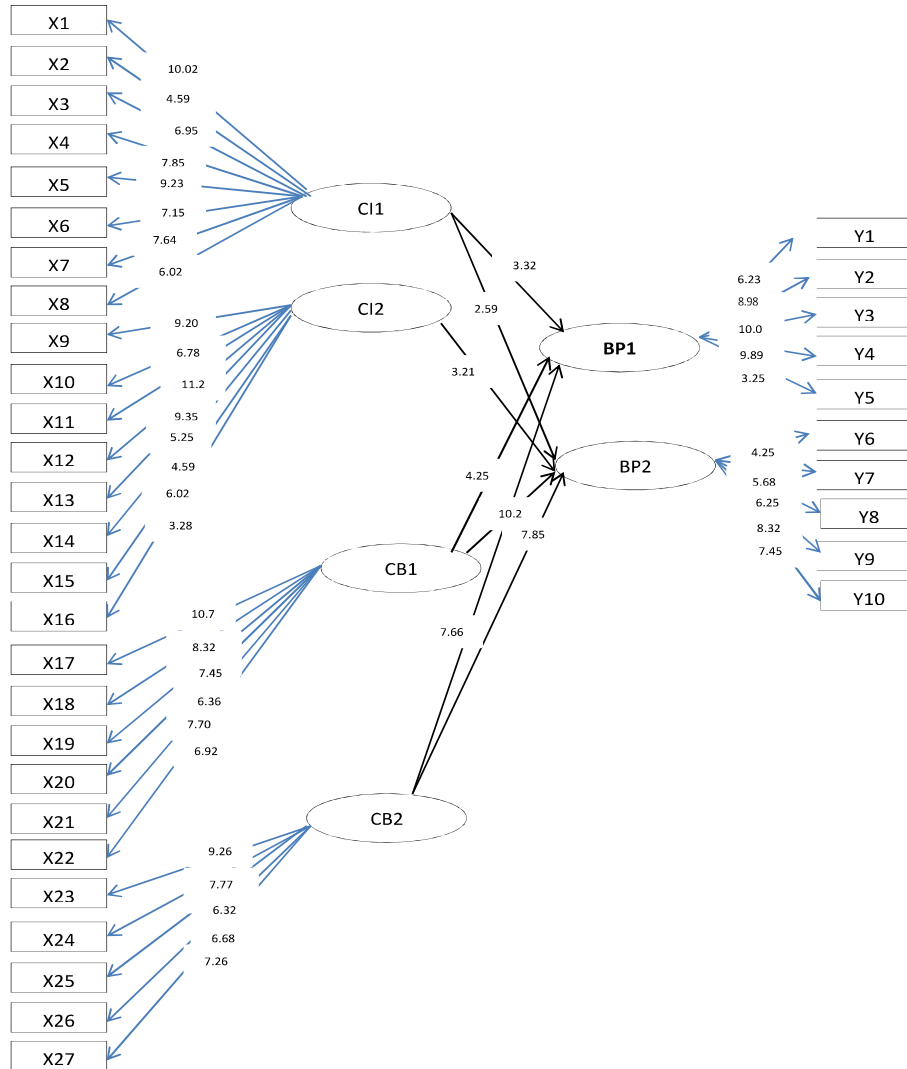 X1
X2
X3
X4
X5
X6
X7
X8
X9
X10
X11
X12
X13
X14
X15
X16
X17
X18
X19
X20
X21
X22
X23
X24
X25
X26
X27
10.02
4.59
6.95
7.85
9.23
7.15
7.64
6.02
9.20
6.78
11.2
9.35
5.25
4.59
6.02
3.28
10.7
8.32
7.45
6.36
7.70
6.92
9.26
7.77
6.32
6.68
7.26
CI1
CI2
CB1
CB2
3.32
2.59
3.21
4.25
10.2
7.85
7.66
BP1
BP2
6.23
8.98
10.0
9.89
3.25
4.25
5.68
6.25
8.32
7.45
Y1
Y2
Y3
Y4
Y5
Y6
Y7
Y8
Y9
Y10